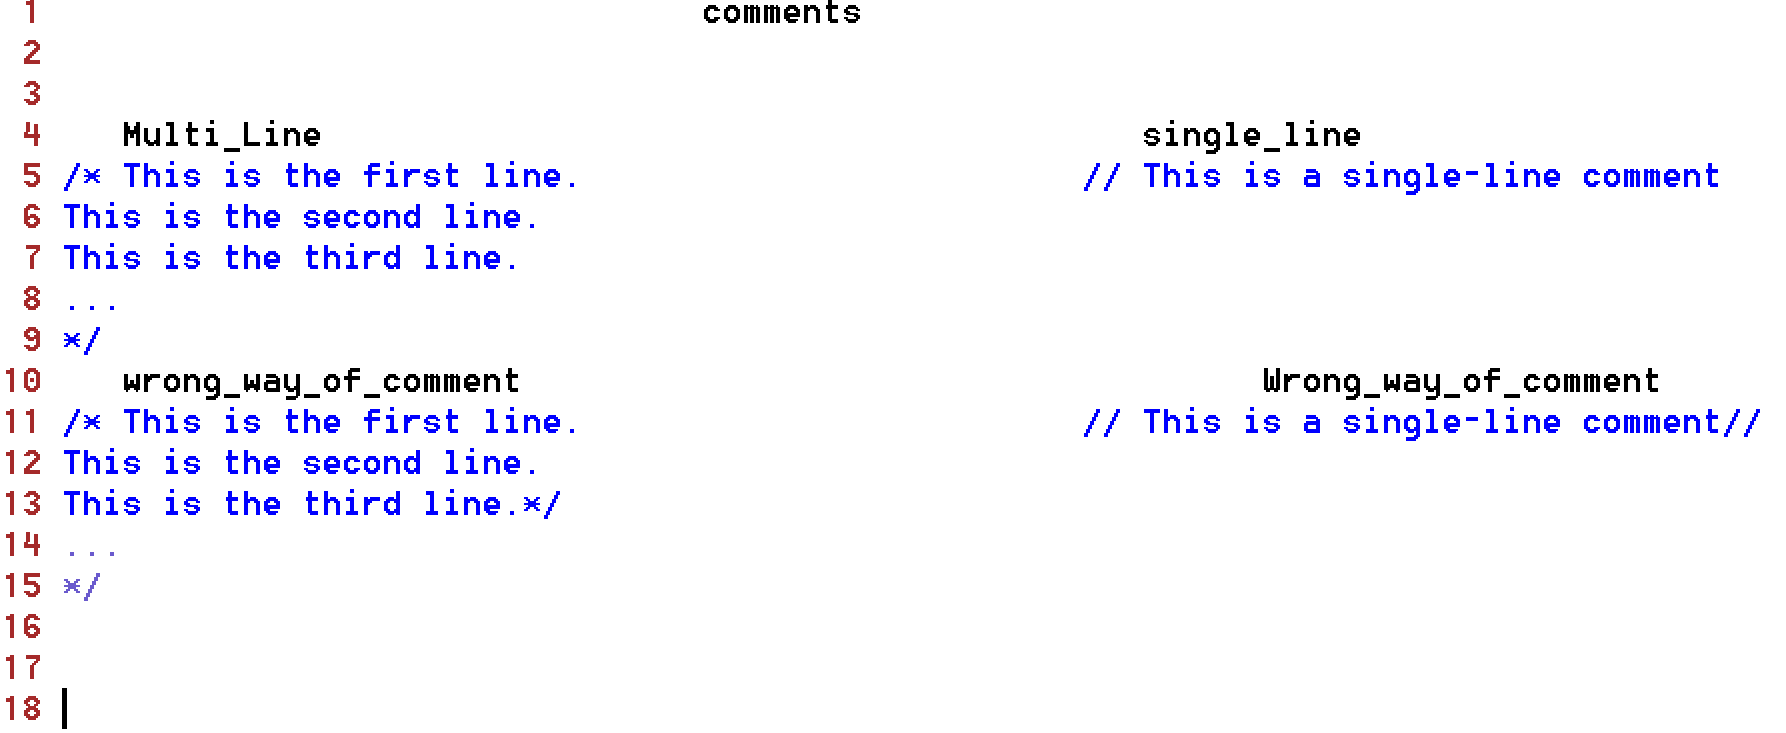 1 comments
2
3
4 Multi_Line single_line
5 /* This is the first line. // This is a single-line comment
6 This is the second line.
7 This is the third line.
8 ...
9 */
10 wrong_way_of_comment Wrong_way_of_comment
11 /* This is the first line. // This is a single-line comment//
12 This is the second line.
13 This is the third line.*/
14 ...
15 */
16
17
18